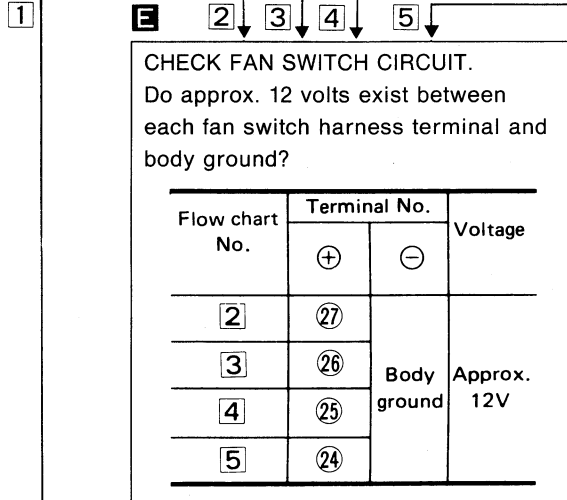 1 E 2 3 4 5
CHECK FAN SWITCH CIRCUIT.
Do approx. 12 volts exist between
each fan switch harness terminal and
body ground?
Flow chart No. Terminal No. Voltage
⊕ ⊖
2 ㉗
3 ㉖
4 ㉕
5 ㉔
Body ground
Approx. 12V